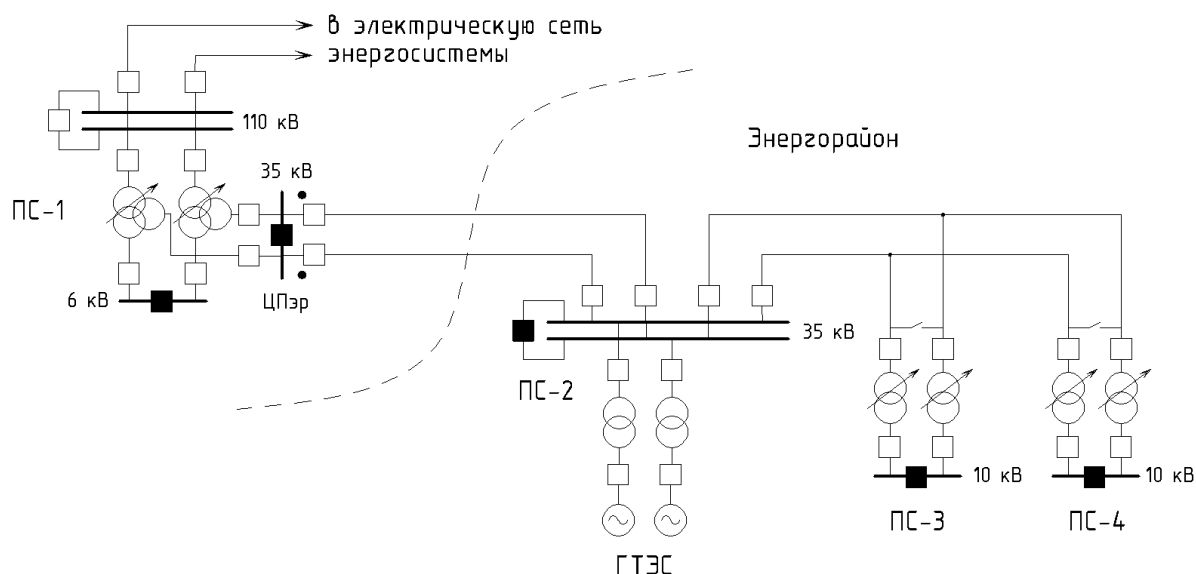 в электрическую сеть
энергосистемы
110 кВ
Энергорайон
35 кВ
ПС-1
6 кВ
ЦПэр
35 кВ
ПС-2
10 кВ
10 кВ
ПС-3
ПС-4
ГТЭС